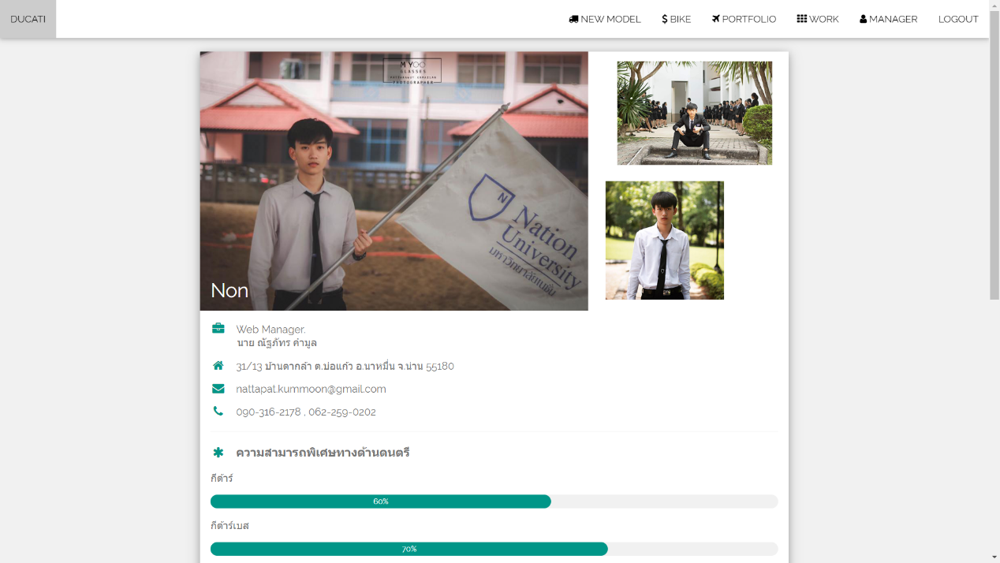 DUCATI
NEW MODEL
BIKE
PORTFOLIO
WORK
MANAGER
LOGOUT
M YOO
GLASSES
PHOTOGRAPHER
N
Nation
University
มหาวิทยาลัยเนชั่น
Non
Web Manager.
นาย ณัฐภัทร คำมูล
31/13 บ้านตากล้า ต.บ่อแก้ว อ.นาหมื่น จ.น่าน 55180
nattapat.kummoon@gmail.com
090-316-2178 , 062-259-0202
ความสามารถพิเศษทางด้านดนตรี
กีต้าร์
60%
กีต้าร์เบส
70%